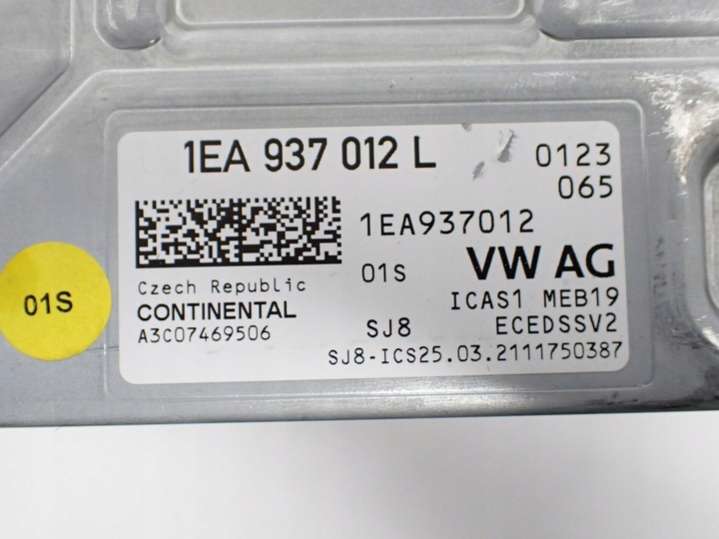 1EA 937 012 L
0123
065
1EA937012
01S
VW AG
Czech Republic
CONTINENTAL
A3C07469506
ICAS1 MEB19
SJ8
ECEDSSV2
SJ8-ICS25.03.2111750387
01S